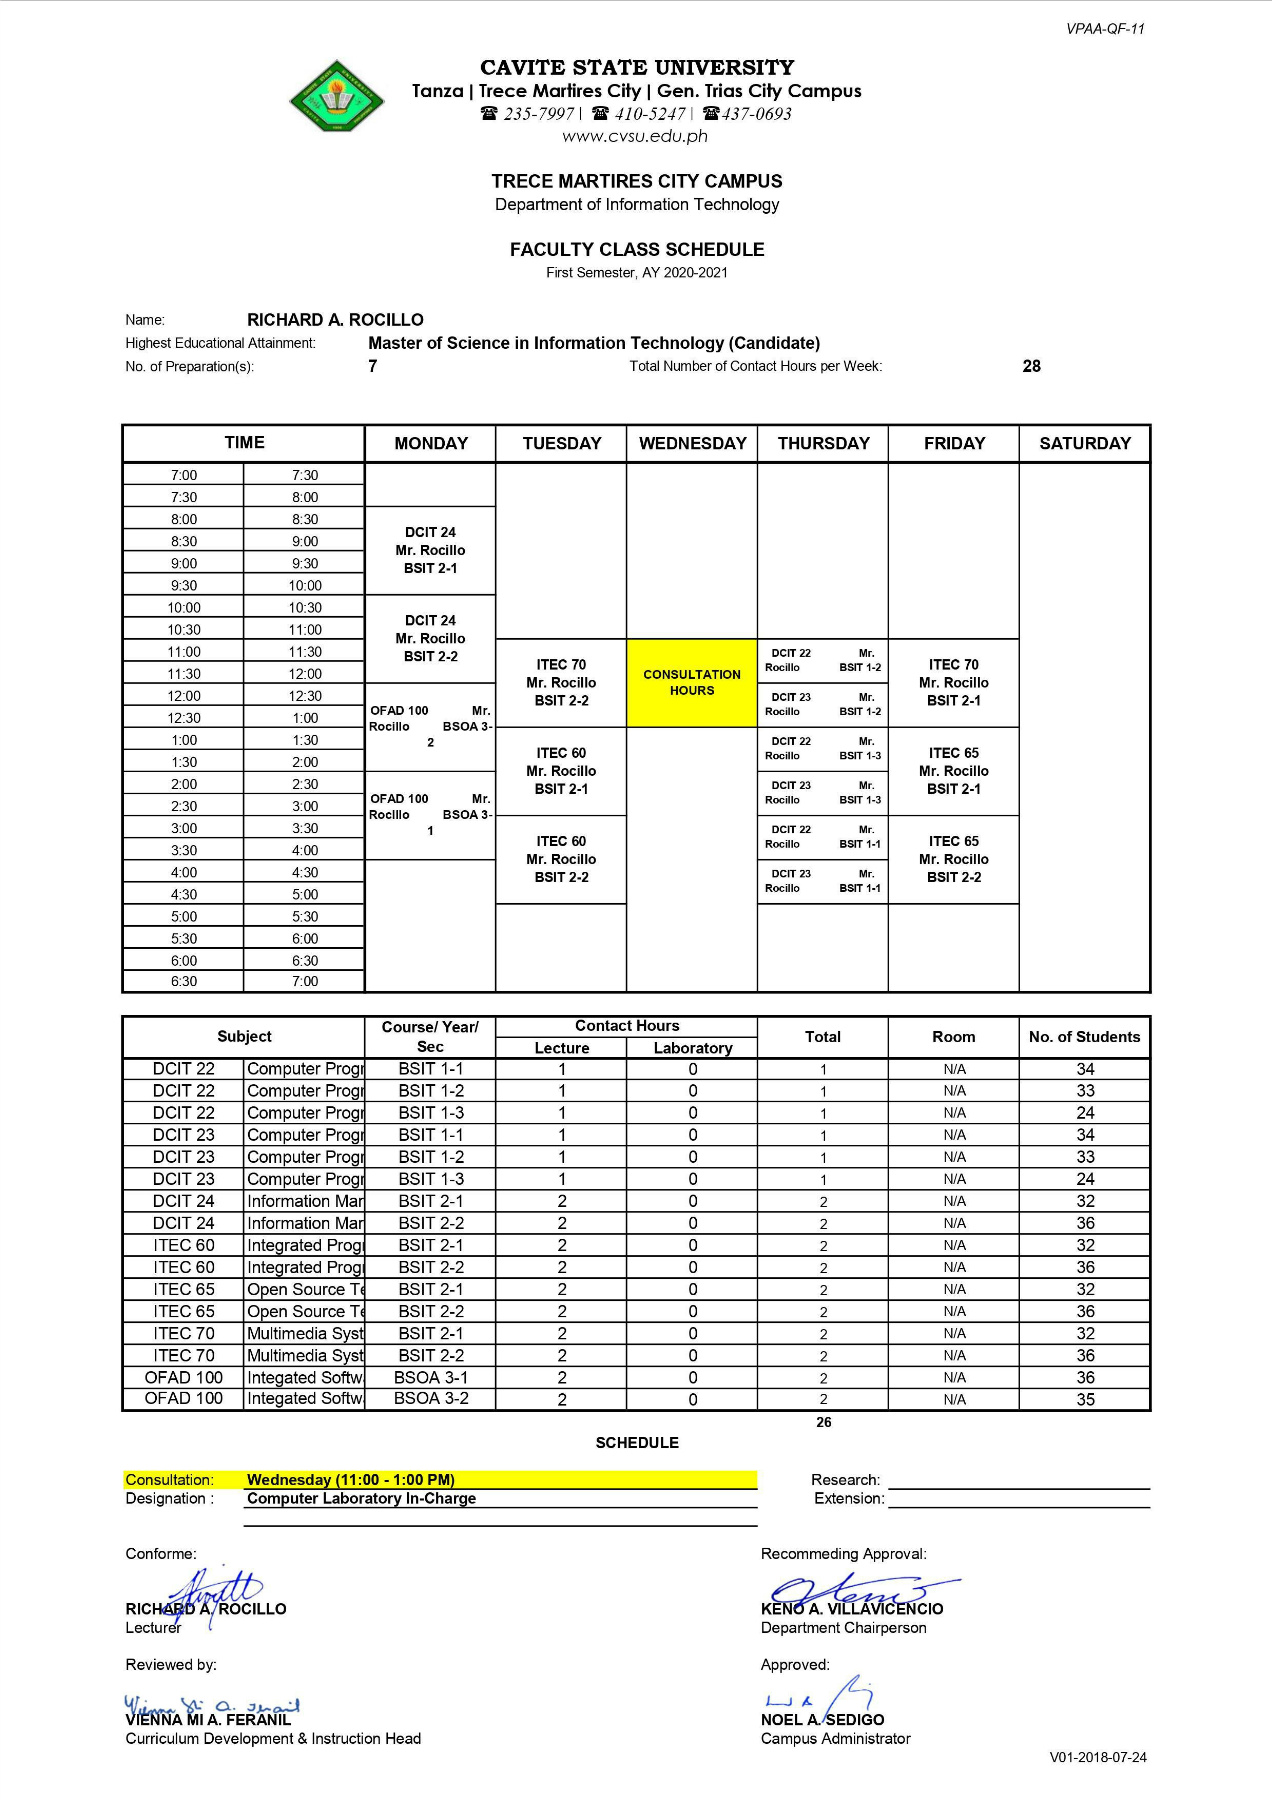 VPAA-QF-11
CAVITE STATE UNIVERSITY
Tanza | Trece Martires City | Gen. Trias City Campus
☎ 235-7997 | ☎ 410-5247 | ☎437-0693
www.cvsu.edu.ph
TRECE MARTIRES CITY CAMPUS
Department of Information Technology
FACULTY CLASS SCHEDULE
First Semester, AY 2020-2021
Name: RICHARD A. ROCILLO
Highest Educational Attainment: Master of Science in Information Technology (Candidate)
No. of Preparation(s): 7 Total Number of Contact Hours per Week: 28
TIME MONDAY TUESDAY WEDNESDAY THURSDAY FRIDAY SATURDAY
7:00 7:30
7:30 8:00
8:00 8:30
8:30 9:00
9:00 9:30
9:30 10:00
10:00 10:30
10:30 11:00
11:00 11:30
11:30 12:00
12:00 12:30
12:30 1:00
1:00 1:30
1:30 2:00
2:00 2:30
2:30 3:00
3:00 3:30
3:30 4:00
4:00 4:30
4:30 5:00
5:00 5:30
5:30 6:00
6:00 6:30
6:30 7:00
DCIT 24
Mr. Rocillo
BSIT 2-1
DCIT 24
Mr. Rocillo
BSIT 2-2
OFAD 100 Mr.
Rocillo BSOA 3-
2
OFAD 100 Mr.
Rocillo BSOA 3-
1
ITEC 70
Mr. Rocillo
BSIT 2-2
ITEC 60
Mr. Rocillo
BSIT 2-1
ITEC 60
Mr. Rocillo
BSIT 2-2
CONSULTATION
HOURS
DCIT 22 Mr.
Rocillo BSIT 1-2
DCIT 23 Mr.
Rocillo BSIT 1-2
DCIT 22 Mr.
Rocillo BSIT 1-3
DCIT 23 Mr.
Rocillo BSIT 1-3
DCIT 22 Mr.
Rocillo BSIT 1-1
DCIT 23 Mr.
Rocillo BSIT 1-1
ITEC 70
Mr. Rocillo
BSIT 2-1
ITEC 65
Mr. Rocillo
BSIT 2-1
ITEC 65
Mr. Rocillo
BSIT 2-2
Subject Course/ Year/ Contact Hours Total Room No. of Students
Sec Lecture Laboratory
DCIT 22 Computer Progr BSIT 1-1 1 0 1 N/A 34
DCIT 22 Computer Progr BSIT 1-2 1 0 1 N/A 33
DCIT 22 Computer Progr BSIT 1-3 1 0 1 N/A 24
DCIT 23 Computer Progr BSIT 1-1 1 0 1 N/A 34
DCIT 23 Computer Progr BSIT 1-2 1 0 1 N/A 33
DCIT 23 Computer Progr BSIT 1-3 1 0 1 N/A 24
DCIT 24 Information Mar BSIT 2-1 2 0 2 N/A 32
DCIT 24 Information Mar BSIT 2-2 2 0 2 N/A 36
ITEC 60 Integrated Progr BSIT 2-1 2 0 2 N/A 32
ITEC 60 Integrated Progr BSIT 2-2 2 0 2 N/A 36
ITEC 65 Open Source Te BSIT 2-1 2 0 2 N/A 32
ITEC 65 Open Source Te BSIT 2-2 2 0 2 N/A 36
ITEC 70 Multimedia Syst BSIT 2-1 2 0 2 N/A 32
ITEC 70 Multimedia Syst BSIT 2-2 2 0 2 N/A 36
OFAD 100 Integated Softw BSOA 3-1 2 0 2 N/A 36
OFAD 100 Integated Softw BSOA 3-2 2 0 2 N/A 35
26
SCHEDULE
Consultation: Wednesday (11:00 - 1:00 PM) Research:
Designation : Computer Laboratory In-Charge Extension:
Conforme: Recommeding Approval:
RICHARD A. ROCILLO KENO A. VILLAVICENCIO
Lecturer Department Chairperson
Reviewed by: Approved:
Vienna Mi A. Feranil
VIENNA MI A. FERANIL NOEL A. SEDIGO
Curriculum Development & Instruction Head Campus Administrator
V01-2018-07-24